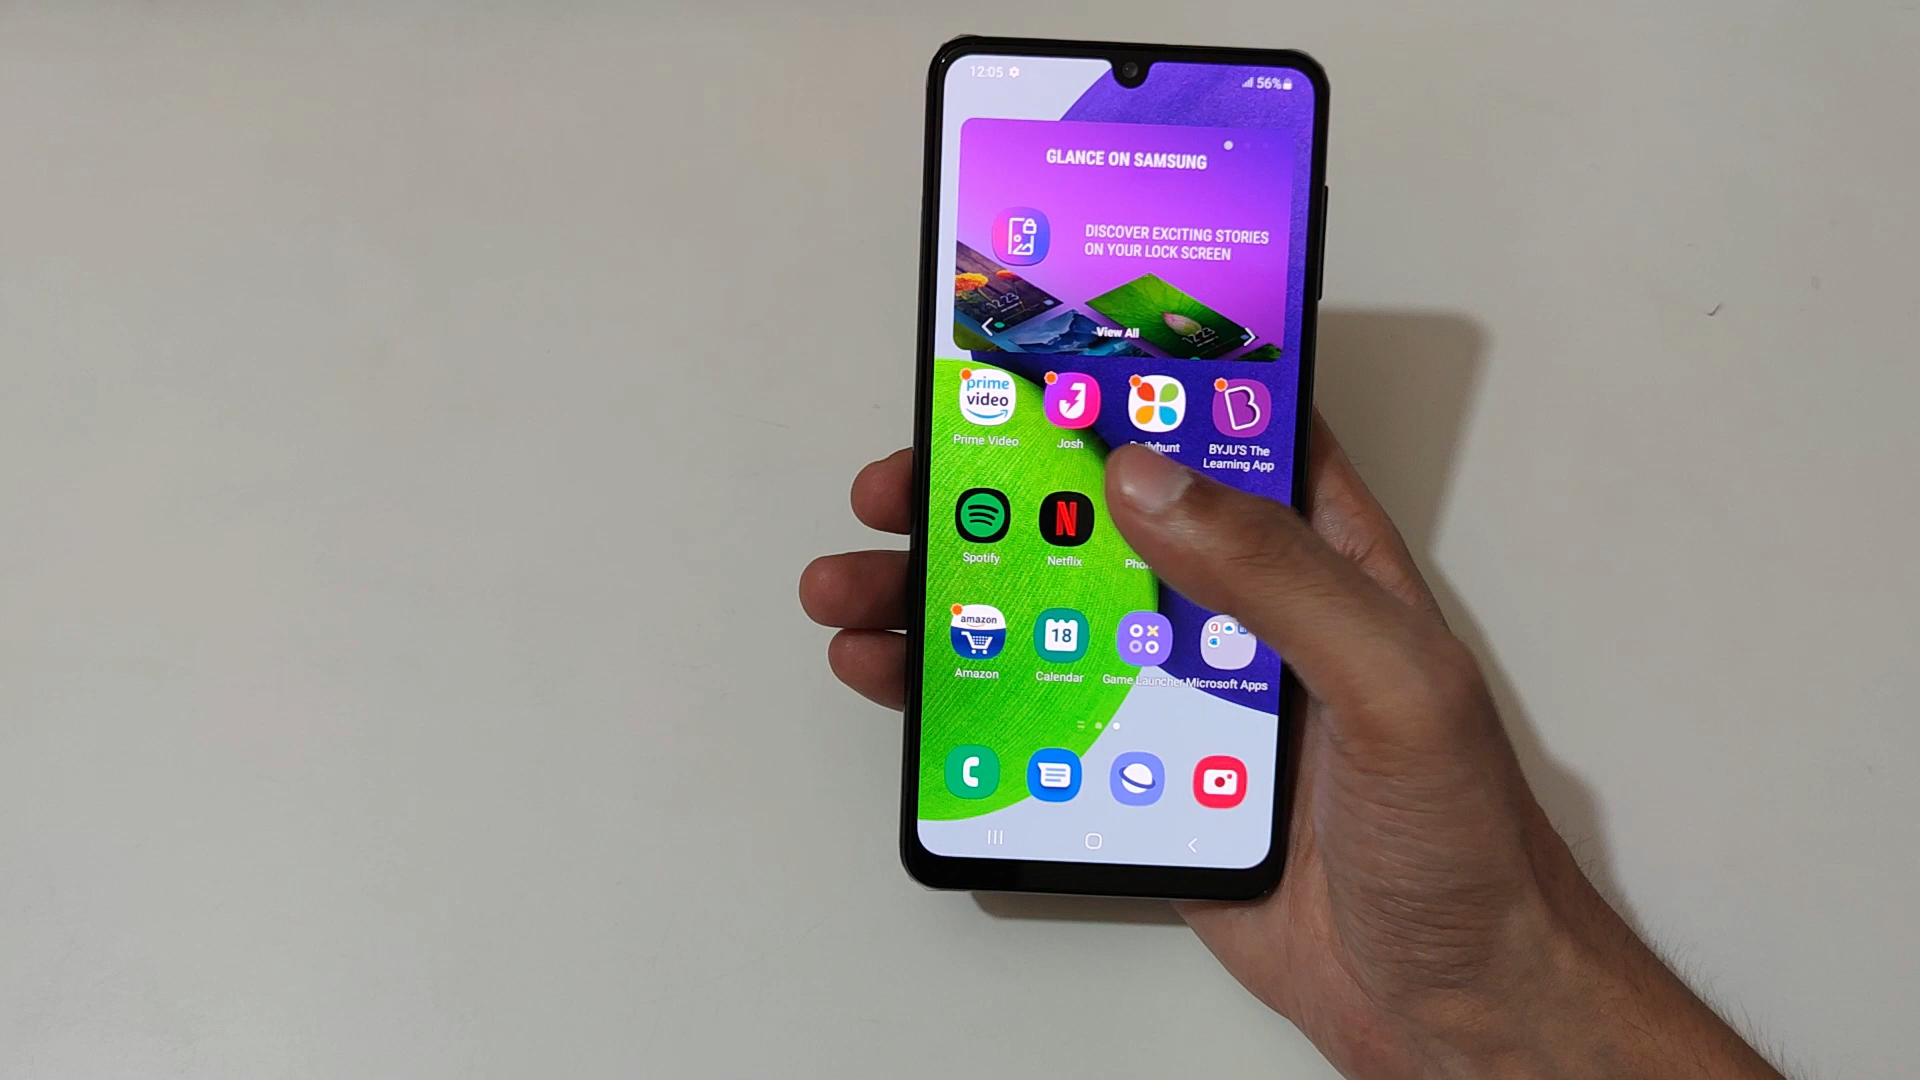 12:05
56%
GLANCE ON SAMSUNG
DISCOVER EXCITING STORIES
ON YOUR LOCK SCREEN
View All
prime
video
Prime Video
Josh
BYJU'S The
Learning App
Spotify
N
Netflix
amazon
18
Amazon
Calendar
Game Launcher
Microsoft Apps